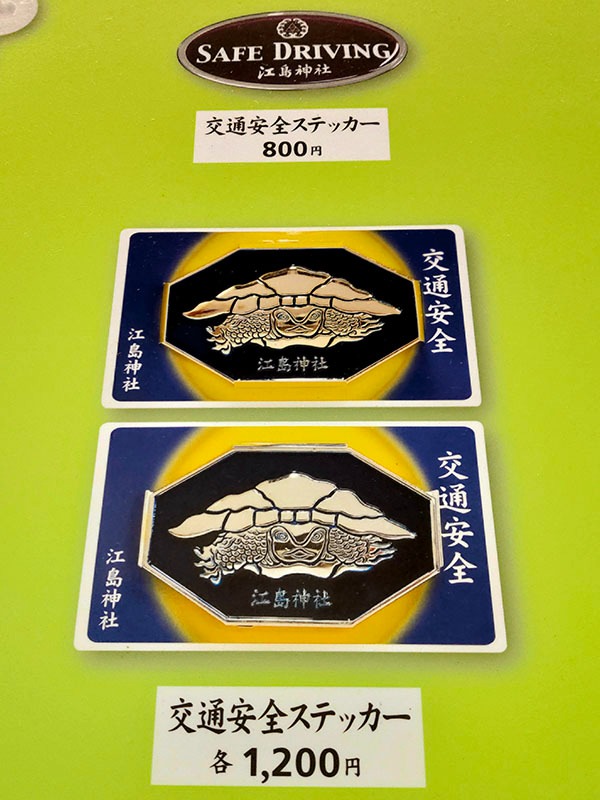 SAFE DRIVING
江島神社
交通安全ステッカー
800円
交通安全
江島神社
江島神社
交通安全
江島神社
江島神社
交通安全ステッカー
各1,200円